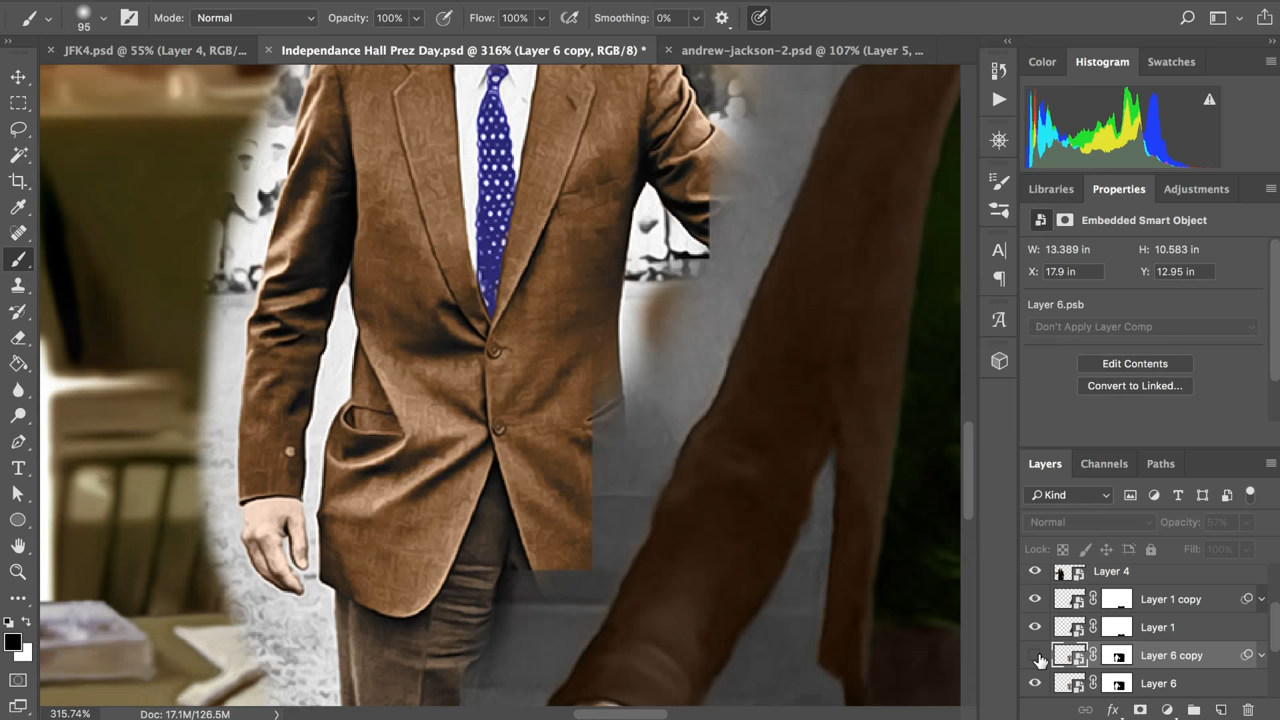 95 Mode: Normal Opacity: 100% Flow: 100% Smoothing: 0%
JFK4.psd @ 55% (Layer 4, RGB/... Independance Hall Prez Day.psd @ 316% (Layer 6 copy, RGB/8) * andrew-jackson-2.psd @ 107% (Layer 5, ...
Color Histogram Swatches
Libraries Properties Adjustments
Embedded Smart Object
W: 13.389 in H: 10.583 in
X: 17.9 in Y: 12.95 in
Layer 6.psb
Don't Apply Layer Comp
Edit Contents
Convert to Linked...
Layers Channels Paths
Kind
Normal Opacity: 57%
Lock: Fill: 100%
Layer 4
Layer 1 copy
Layer 1
Layer 6 copy
Layer 6
315.74% Doc: 17.1M/126.5M